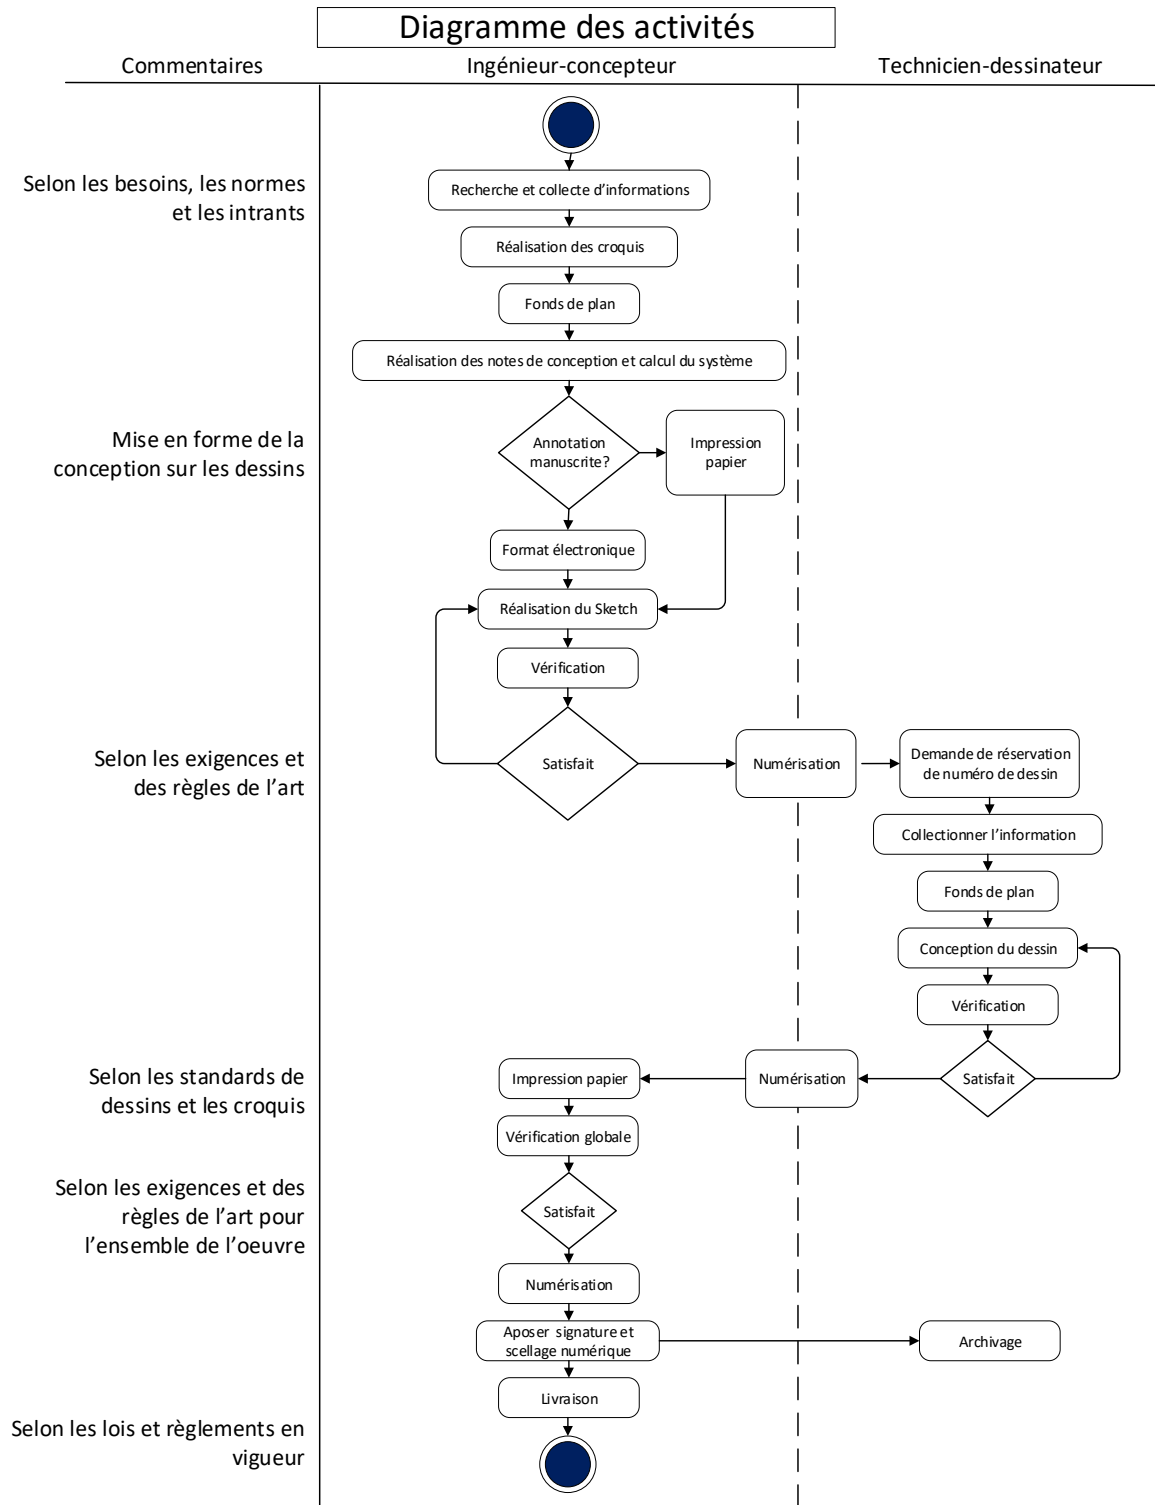 Diagramme des activités
Commentaires
Ingénieur-concepteur
Technicien-dessinateur
Selon les besoins, les normes
et les intrants
Recherche et collecte d'informations
Réalisation des croquis
Fonds de plan
Réalisation des notes de conception et calcul du système
Mise en forme de la
conception sur les dessins
Annotation
manuscrite?
Impression
papier
Format électronique
Réalisation du Sketch
Vérification
Selon les exigences et
des règles de l'art
Satisfait
Numérisation
Demande de réservation
de numéro de dessin
Collectionner l'information
Fonds de plan
Conception du dessin
Vérification
Selon les standards de
dessins et les croquis
Impression papier
Numérisation
Satisfait
Vérification globale
Selon les exigences et des
règles de l'art pour
l'ensemble de l'oeuvre
Satisfait
Numérisation
Aposer signature et
scellage numérique
Archivage
Livraison
Selon les lois et règlements en
vigueur